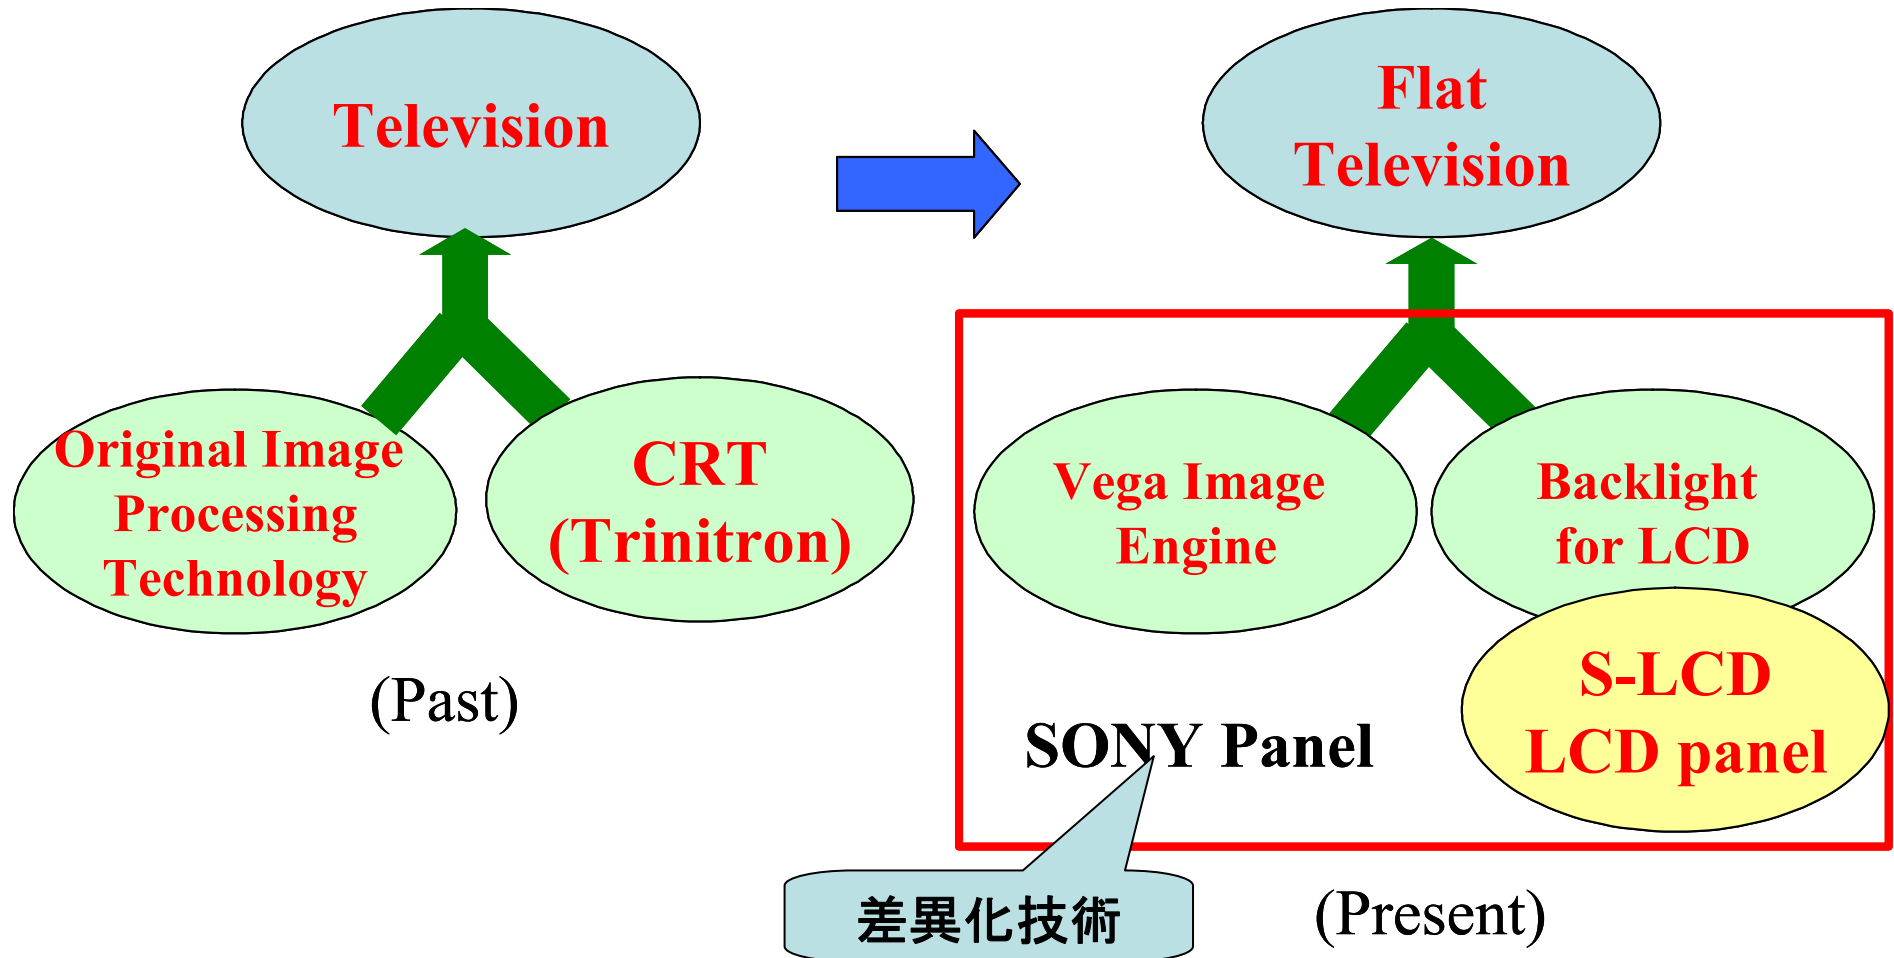 Television
Original Image
Processing
Technology
CRT
(Trinitron)
(Past)
Flat
Television
Vega Image
Engine
Backlight
for LCD
S-LCD
LCD panel
SONY Panel
差異化技術
(Present)